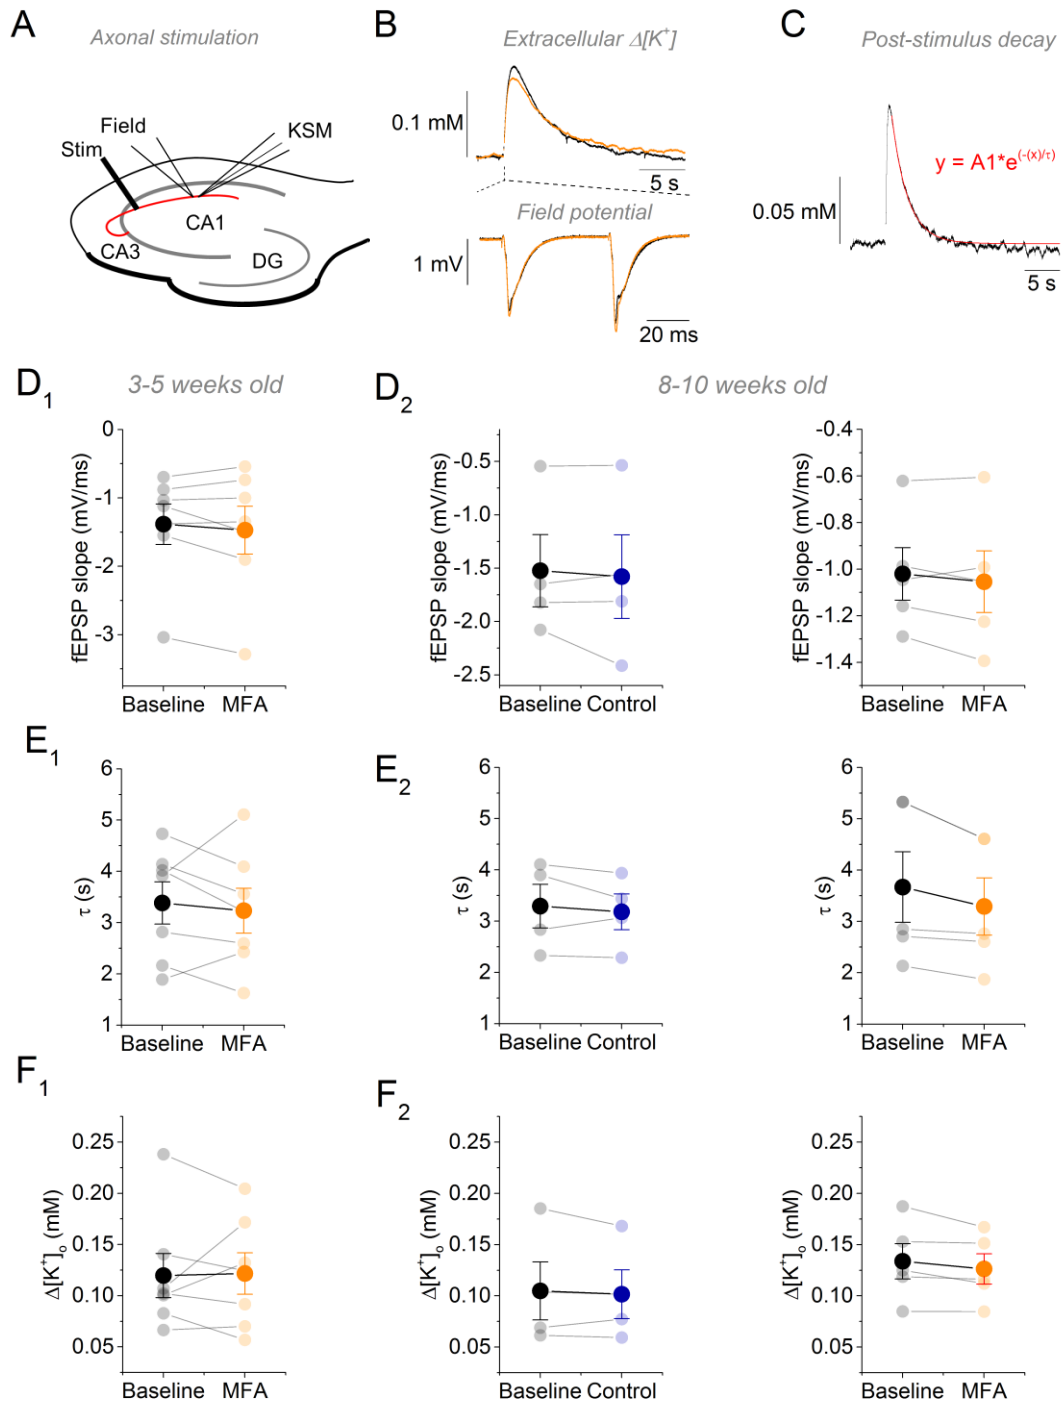 A
Axonal stimulation
Field
Stim
KSM
CA1
CA3
DG
B
Extracellular Δ[K⁺]
0.1 mM
5 s
Field potential
1 mV
20 ms
C
Post-stimulus decay
y = A1*e^(-(x)/τ)
0.05 mM
5 s
D₁
3-5 weeks old
fEPSP slope (mV/ms)
0
-1
-2
-3
Baseline MFA
D₂
8-10 weeks old
fEPSP slope (mV/ms)
-0.5
-1.0
-1.5
-2.0
-2.5
Baseline Control
fEPSP slope (mV/ms)
-0.4
-0.6
-0.8
-1.0
-1.2
-1.4
Baseline MFA
E₁
τ (s)
6
5
4
3
2
1
Baseline MFA
E₂
τ (s)
6
5
4
3
2
1
Baseline Control
τ (s)
6
5
4
3
2
1
Baseline MFA
F₁
Δ[K⁺]ₒ (mM)
0.25
0.20
0.15
0.10
0.05
Baseline MFA
F₂
Δ[K⁺]ₒ (mM)
0.25
0.20
0.15
0.10
0.05
Baseline Control
Δ[K⁺]ₒ (mM)
0.25
0.20
0.15
0.10
0.05
Baseline MFA